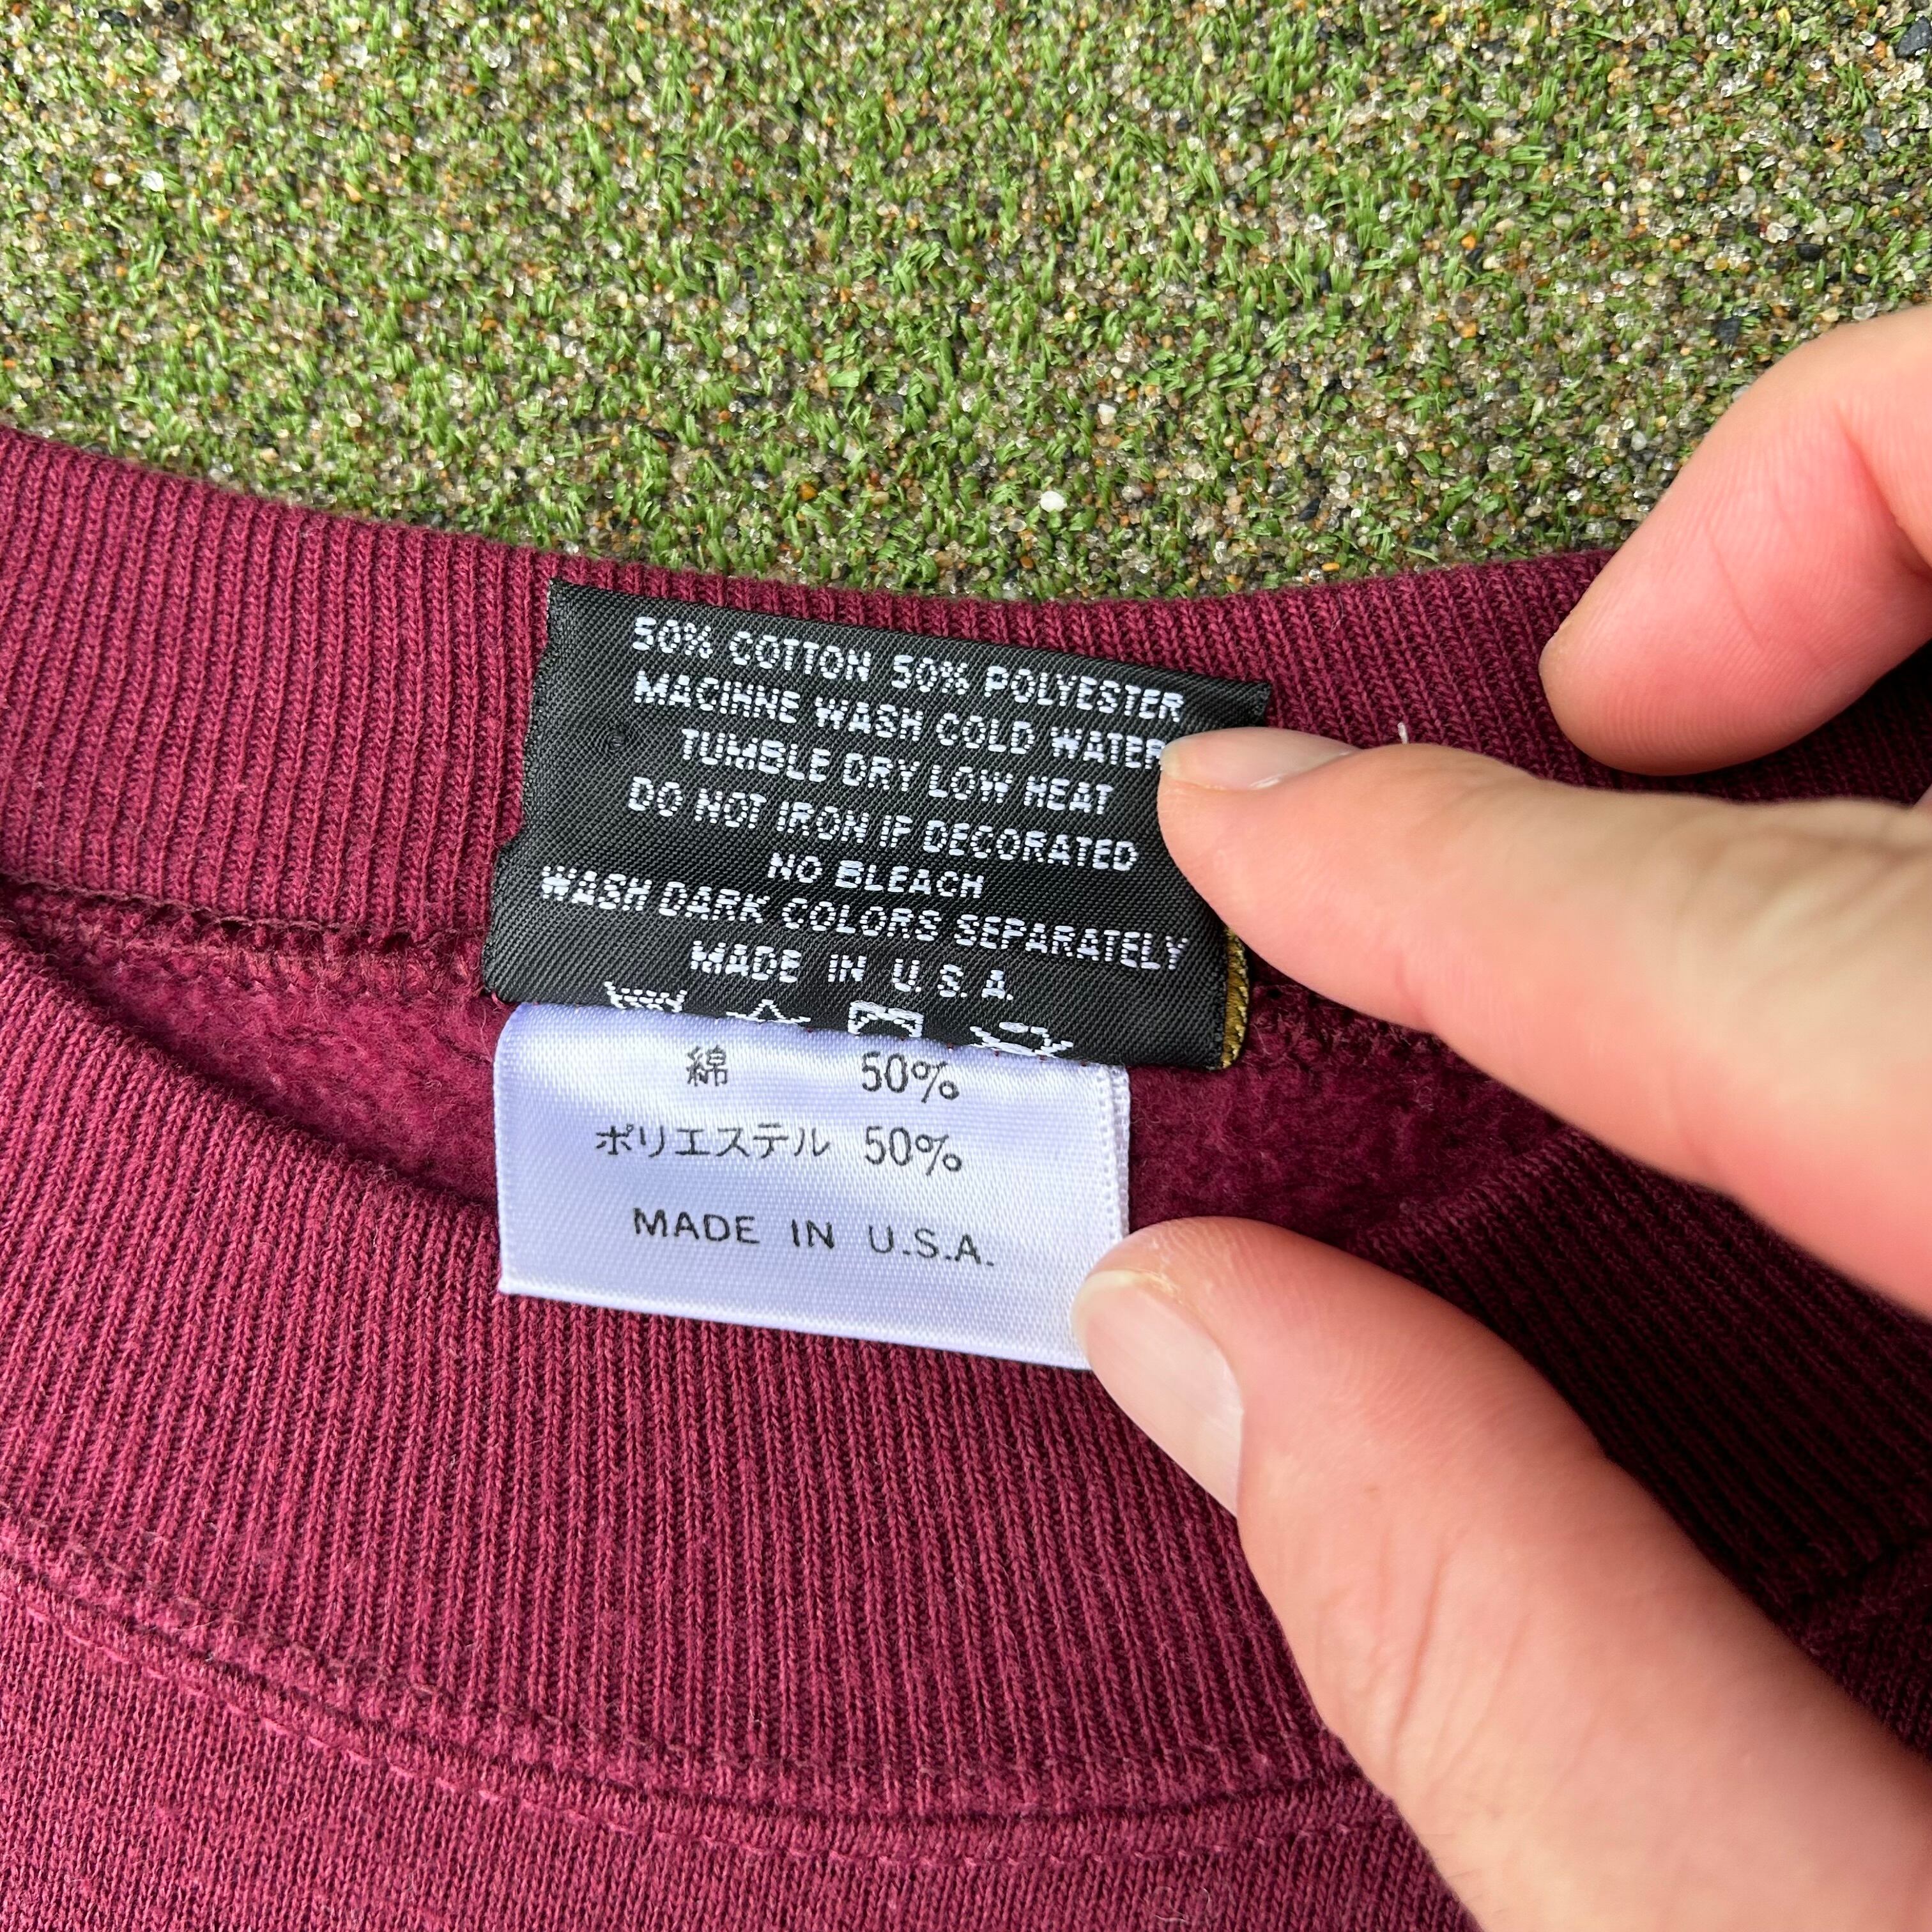 50% COTTON 50% POLYESTER
MACIHNE WASH COLD WATER
TUMBLE DRY LOW HEAT
DO NOT IRON IF DECORATED
NO BLEACH
WASH DARK COLORS SEPARATELY
MADE IN U.S.A.
綿 50%
ポリエステル 50%
MADE IN U.S.A.